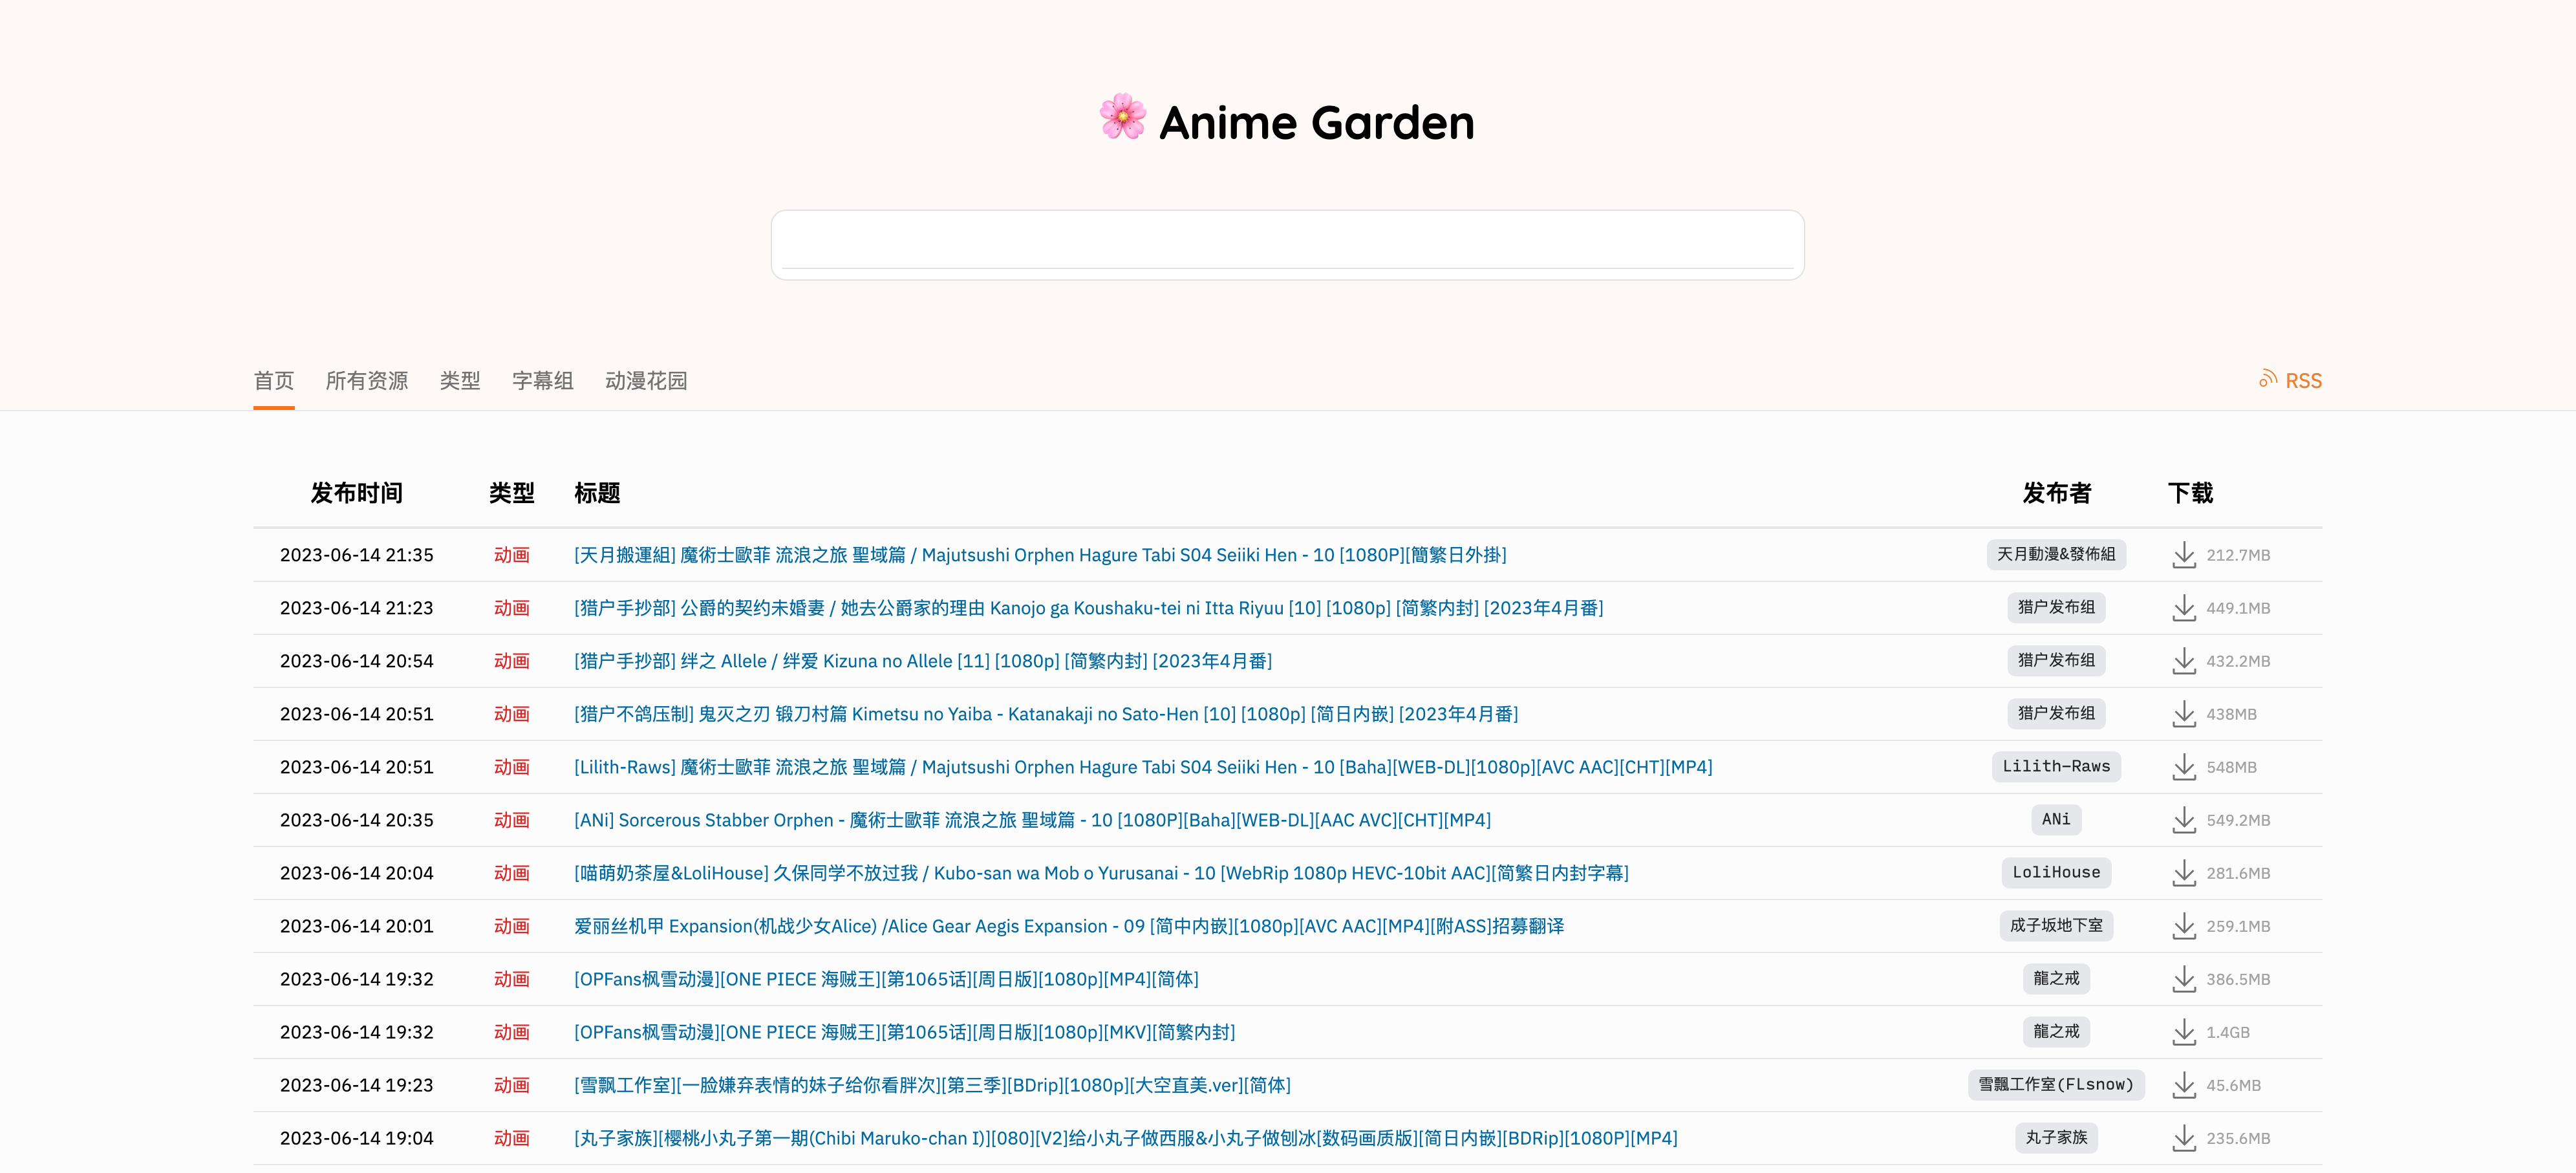 🌸 Anime Garden
首页 所有资源 类型 字幕组 动漫花园 RSS
发布时间 类型 标题 发布者 下载
2023-06-14 21:35 动画 [天月搬運組] 魔術士歐菲 流浪之旅 聖域篇 / Majutsushi Orphen Hagure Tabi S04 Seiiki Hen - 10 [1080P][簡繁日外掛] 天月動漫&發佈組 212.7MB
2023-06-14 21:23 动画 [猎户手抄部] 公爵的契约未婚妻 / 她去公爵家的理由 Kanojo ga Koushaku-tei ni Itta Riyuu [10] [1080p] [简繁内封] [2023年4月番] 猎户发布组 449.1MB
2023-06-14 20:54 动画 [猎户手抄部] 绊之 Allele / 绊爱 Kizuna no Allele [11] [1080p] [简繁内封] [2023年4月番] 猎户发布组 432.2MB
2023-06-14 20:51 动画 [猎户不鸽压制] 鬼灭之刃 锻刀村篇 Kimetsu no Yaiba - Katanakaji no Sato-Hen [10] [1080p] [简日内嵌] [2023年4月番] 猎户发布组 438MB
2023-06-14 20:51 动画 [Lilith-Raws] 魔術士歐菲 流浪之旅 聖域篇 / Majutsushi Orphen Hagure Tabi S04 Seiiki Hen - 10 [Baha][WEB-DL][1080p][AVC AAC][CHT][MP4] Lilith-Raws 548MB
2023-06-14 20:35 动画 [ANi] Sorcerous Stabber Orphen - 魔術士歐菲 流浪之旅 聖域篇 - 10 [1080P][Baha][WEB-DL][AAC AVC][CHT][MP4] ANi 549.2MB
2023-06-14 20:04 动画 [喵萌奶茶屋&LoliHouse] 久保同学不放过我 / Kubo-san wa Mob o Yurusanai - 10 [WebRip 1080p HEVC-10bit AAC][简繁日内封字幕] LoliHouse 281.6MB
2023-06-14 20:01 动画 爱丽丝机甲 Expansion(机战少女Alice) /Alice Gear Aegis Expansion - 09 [简中内嵌][1080p][AVC AAC][MP4][附ASS]招募翻译 成子坂地下室 259.1MB
2023-06-14 19:32 动画 [OPFans枫雪动漫][ONE PIECE 海贼王][第1065话][周日版][1080p][MP4][简体] 龍之戒 386.5MB
2023-06-14 19:32 动画 [OPFans枫雪动漫][ONE PIECE 海贼王][第1065话][周日版][1080p][MKV][简繁内封] 龍之戒 1.4GB
2023-06-14 19:23 动画 [雪飘工作室][一脸嫌弃表情的妹子给你看胖次][第三季][BDrip][1080p][大空直美.ver][简体] 雪飄工作室(FLsnow) 45.6MB
2023-06-14 19:04 动画 [丸子家族][樱桃小丸子第一期(Chibi Maruko-chan I)][080][V2]给小丸子做西服&小丸子做刨冰[数码画质版][简日内嵌][BDRip][1080P][MP4] 丸子家族 235.6MB